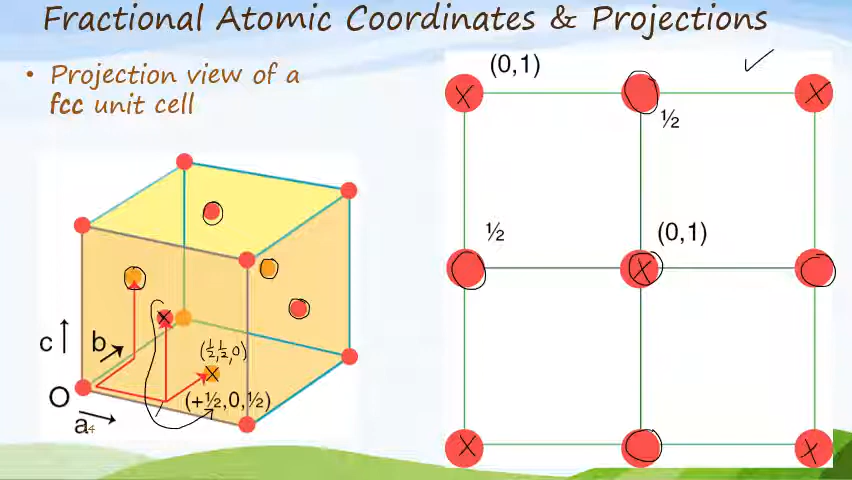 Fractional Atomic Coordinates & Projections
• Projection view of a
fcc unit cell
(0,1)
½
½
(0,1)
c
b
(½,½,0)
O
(+½,0,½)
a